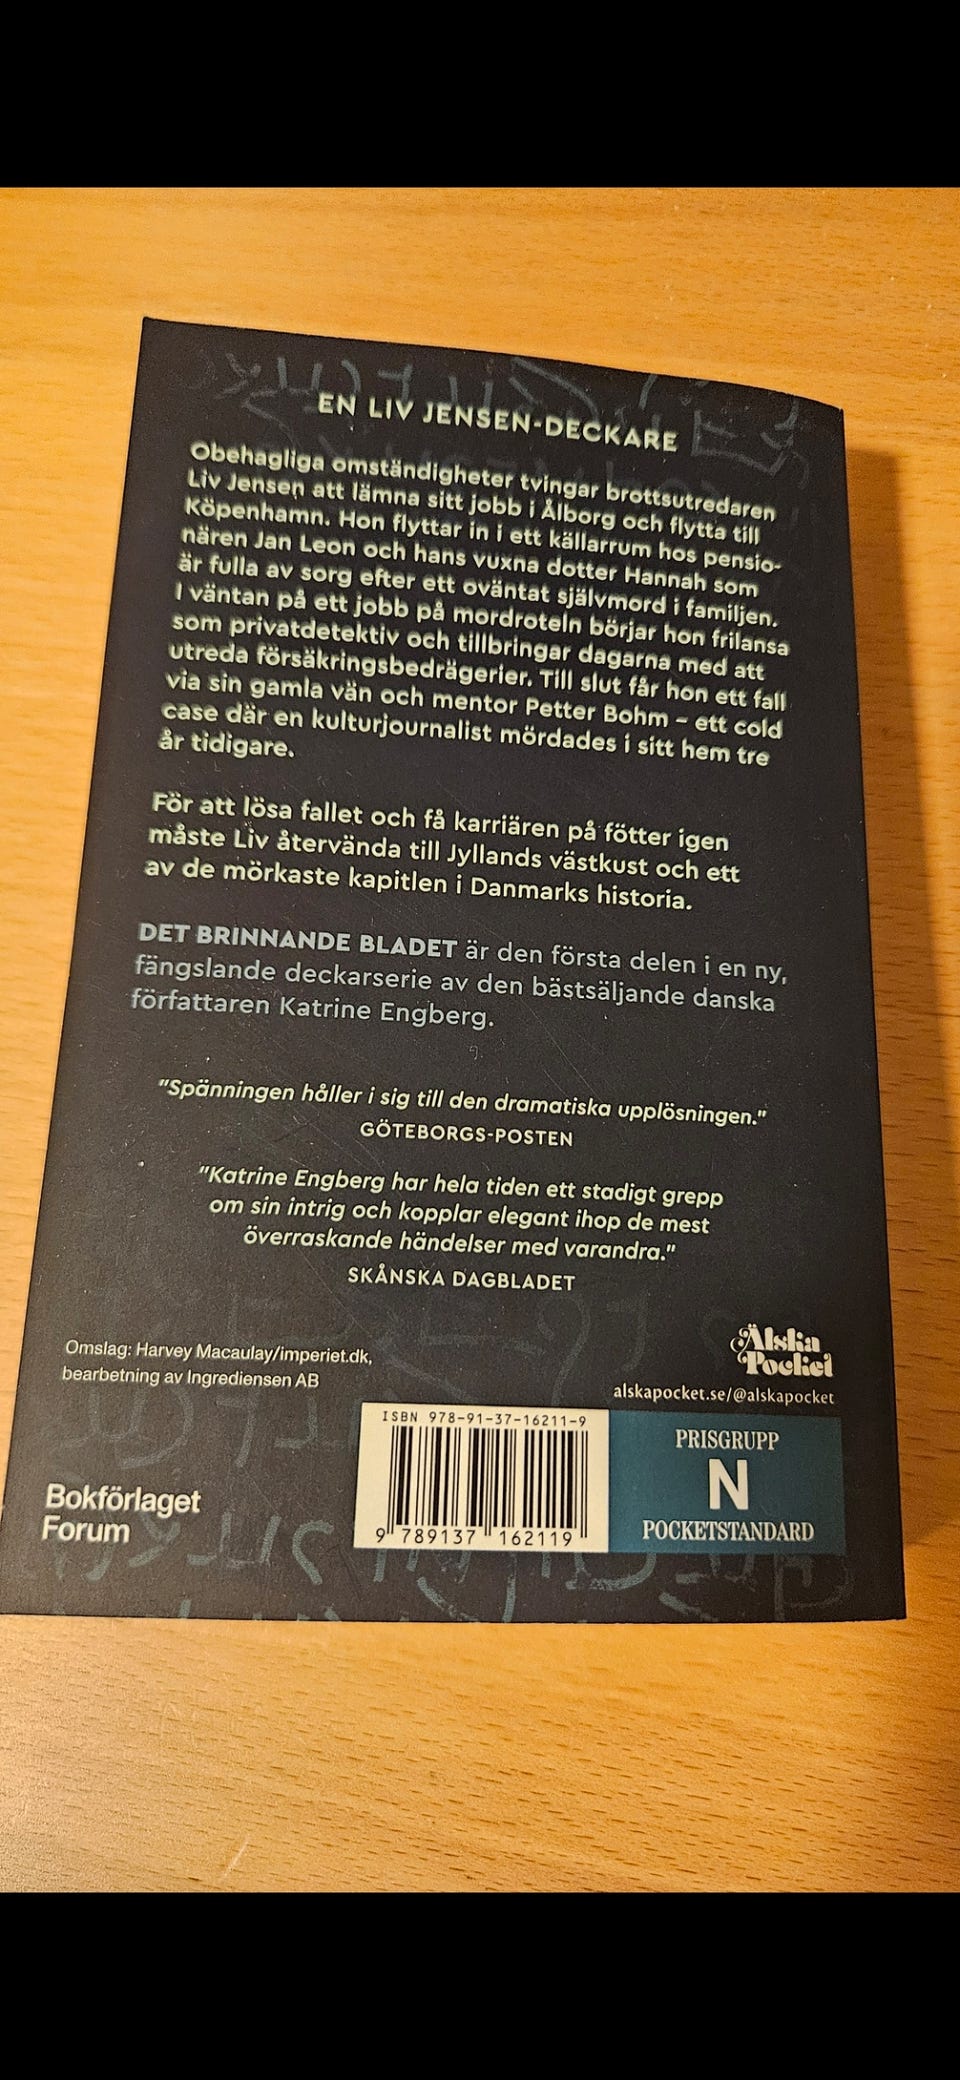 EN LIV JENSEN-DECKARE
Obehagliga omständigheter tvingar brottsutredaren
Liv Jensen att lämna sitt jobb i Ålborg och flytta till
Köpenhamn. Hon flyttar in i ett källarrum hos pensio-
nären Jan Leon och hans vuxna dotter Hannah som
är fulla av sorg efter ett oväntat självmord i familjen.
I väntan på ett jobb på mordroteln börjar hon frilansa
som privatdetektiv och tillbringar dagarna med att
utreda försäkringsbedrägerier. Till slut får hon ett fall
via sin gamla vän och mentor Petter Bohm – ett cold
case där en kulturjournalist mördades i sitt hem tre
år tidigare.
För att lösa fallet och få karriären på fötter igen
måste Liv återvända till Jyllands västkust och ett
av de mörkaste kapitlen i Danmarks historia.
DET BRINNANDE BLADET är den första delen i en ny,
fängslande deckarserie av den bästsäljande danska
författaren Katrine Engberg.
"Spänningen håller i sig till den dramatiska upplösningen."
GÖTEBORGS-POSTEN
"Katrine Engberg har hela tiden ett stadigt grepp
om sin intrig och kopplar elegant ihop de mest
överraskande händelser med varandra."
SKÅNSKA DAGBLADET
Omslag: Harvey Macaulay/imperiet.dk,
bearbetning av Ingrediensen AB
Älska
Pocket
alskapocket.se/@alskapocket
ISBN 978-91-37-16211-9
9 789137 162119
PRISGRUPP
N
POCKETSTANDARD
Bokförlaget
Forum